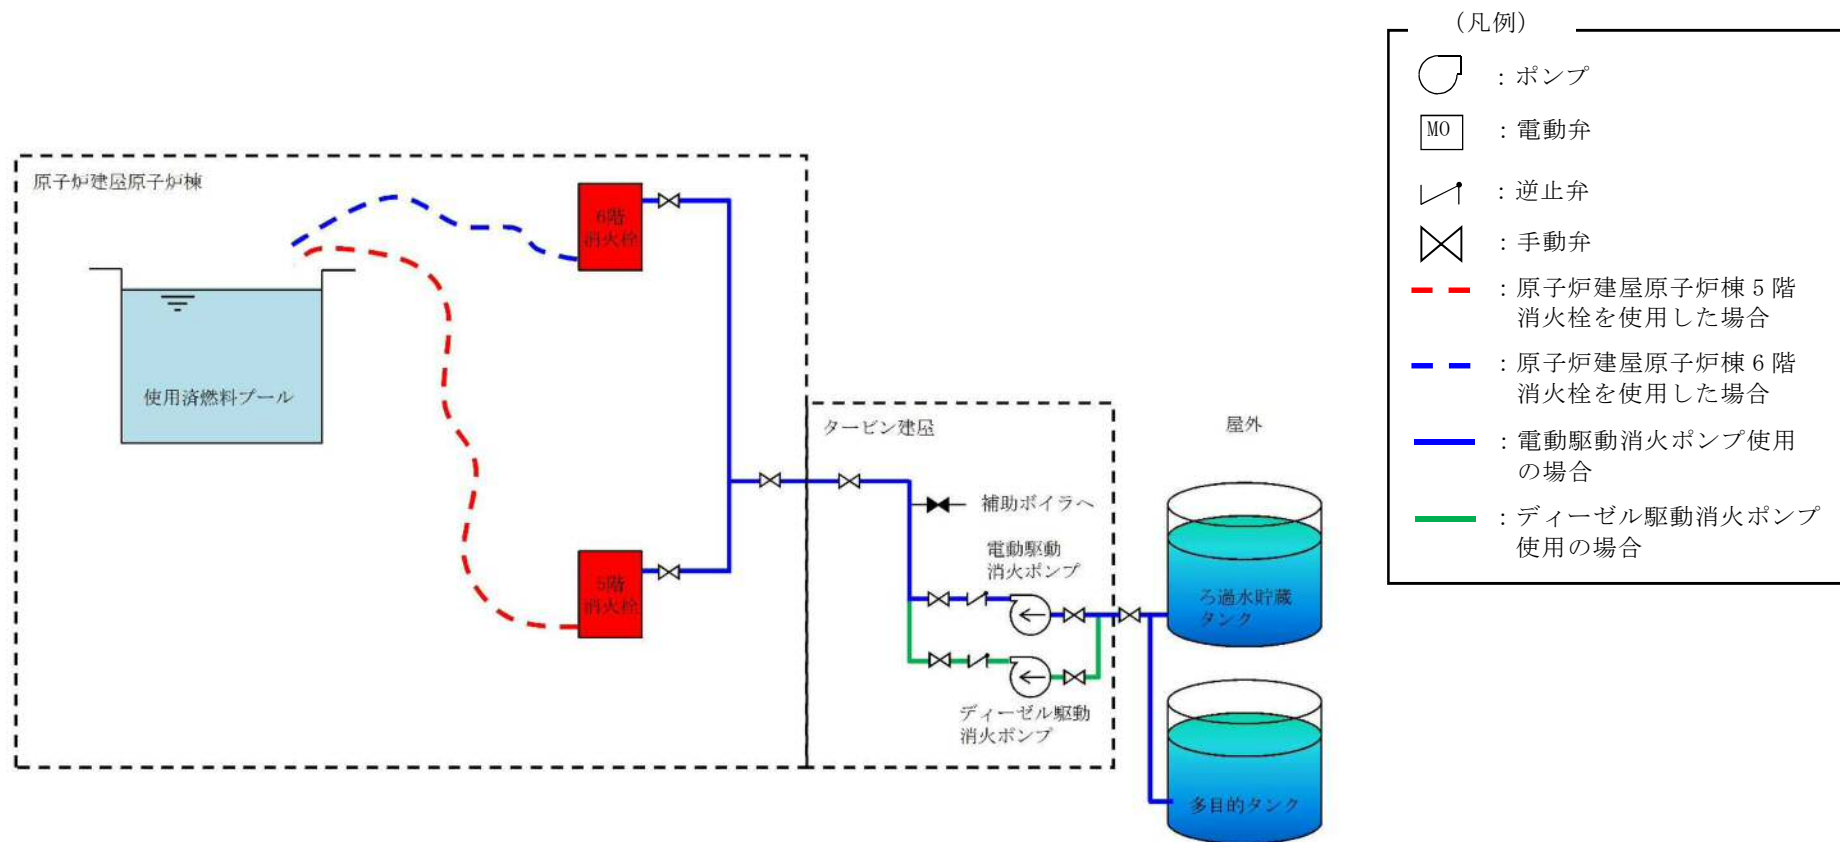 (凡例)
:ポンプ
MO
:電動弁
:逆止弁
:手動弁
:原子炉建屋原子炉棟5階
消火栓を使用した場合
:原子炉建屋原子炉棟6階
消火栓を使用した場合
:電動駆動消火ポンプ使用
の場合
:ディーゼル駆動消火ポンプ
使用の場合
原子炉建屋原子炉棟
6階
消火栓
使用済燃料プール
5階
消火栓
タービン建屋
補助ボイラへ
電動駆動
消火ポンプ
ディーゼル駆動
消火ポンプ
屋外
ろ過水貯蔵
タンク
多目的タンク